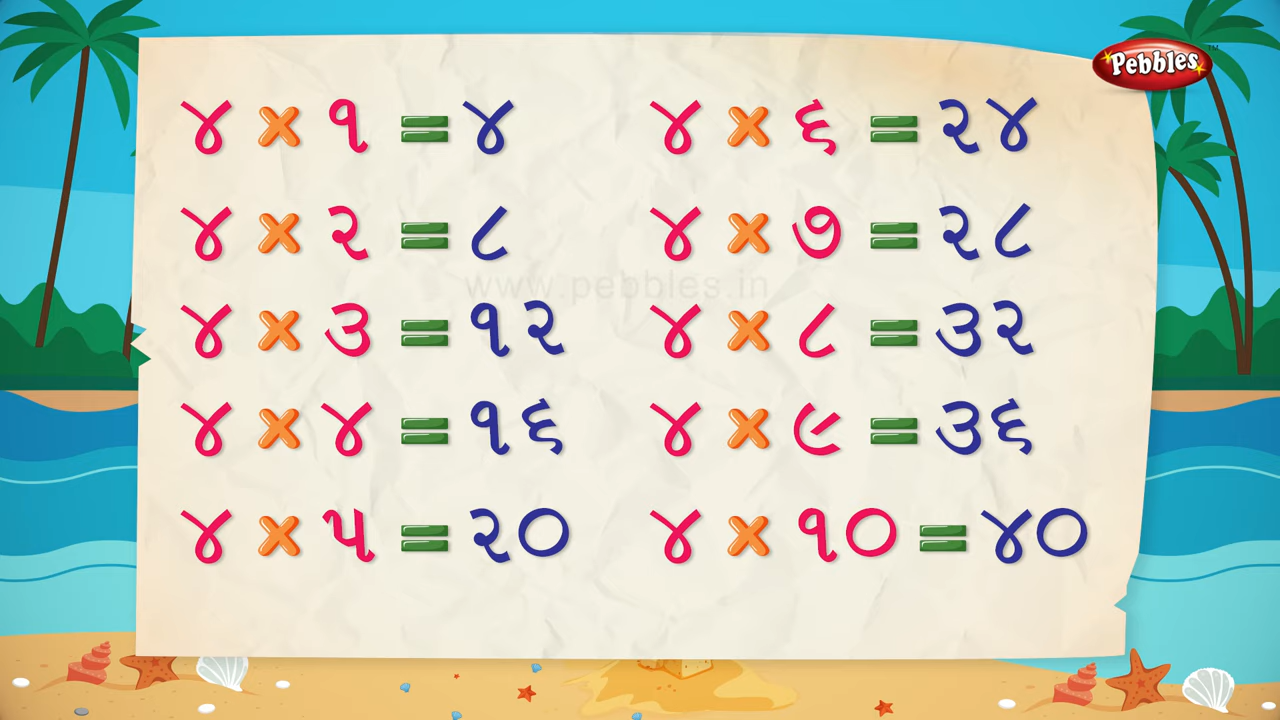 Pebbles™
૪ × ૧ = ૪
૪ × ૨ = ૮
૪ × ૩ = ૧૨
૪ × ૪ = ૧૬
૪ × ૫ = ૨૦
૪ × ૬ = ૨૪
૪ × ૭ = ૨૮
૪ × ૮ = ૩૨
૪ × ૯ = ૩૬
૪ × ૧૦ = ૪૦
www.pebbles.in